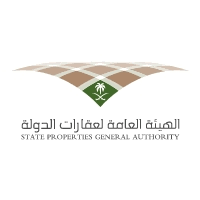 الهيئة العامة لعقارات الدولة
STATE PROPERTIES GENERAL AUTHORITY